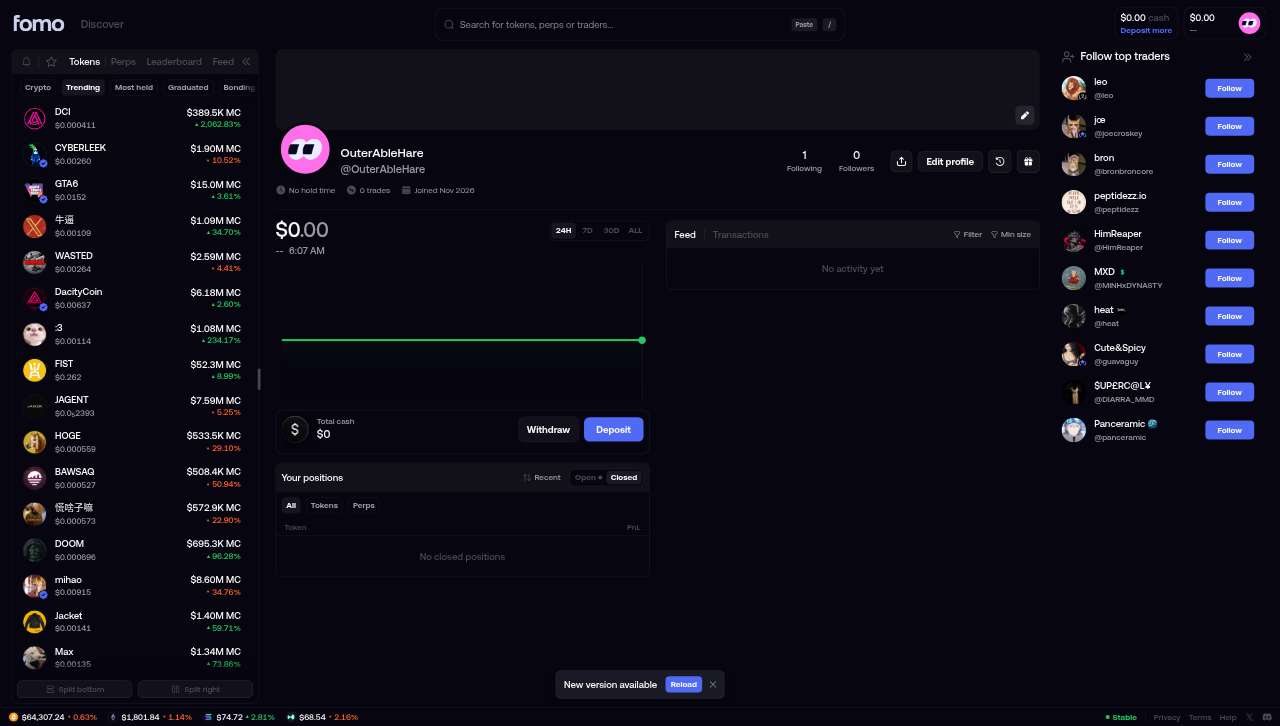 fomo Discover
Search for tokens, perps or traders... Paste /
$0.00 cash
Deposit more
$0.00
--
Tokens Perps Leaderboard Feed
Crypto Trending Most held Graduated Bonding
DCI $389.5K MC
$0.000411 2,062.83%
CYBERLEEK $1.90M MC
$0.00260 10.52%
GTA6 $15.0M MC
$0.0152 3.61%
牛逼 $1.09M MC
$0.00109 34.70%
WASTED $2.59M MC
$0.00264 4.41%
DacityCoin $6.18M MC
$0.00637 2.60%
:3 $1.08M MC
$0.00114 234.17%
FIST $52.3M MC
$0.262 8.99%
JAGENT $7.59M MC
$0.0₅2393 5.25%
HOGE $533.5K MC
$0.000559 29.10%
BAWSAQ $508.4K MC
$0.000527 50.94%
慌啥子嘛 $572.9K MC
$0.000573 22.90%
DOOM $695.3K MC
$0.000696 96.28%
mihao $8.60M MC
$0.00915 34.76%
Jacket $1.40M MC
$0.00141 59.71%
Max $1.34M MC
$0.00135 73.86%
Split bottom Split right
OuterAbleHare
@OuterAbleHare
1 Following
0 Followers
Edit profile
No hold time 0 trades Joined Nov 2026
$0.00
-- 6:07 AM
24H 7D 30D ALL
Total cash
$0
Withdraw Deposit
Your positions Recent Open Closed
All Tokens Perps
Token PnL
No closed positions
Feed Transactions Filter Min size
No activity yet
Follow top traders
leo
@leo
Follow
jœ
@joecroskey
Follow
bron
@bronbroncore
Follow
peptidezz.io
@peptidezz
Follow
HimReaper
@HimReaper
Follow
MXD
@MINHxDYNASTY
Follow
heat
@heat
Follow
Cute&Spicy
@guavaguy
Follow
$UP£RC@L¥
@DIARRA_MMD
Follow
Panceramic
@panceramic
Follow
New version available Reload
$64,307.24 0.63% $1,801.84 1.14% $74.72 2.81% $68.54 2.16%
Stable Privacy Terms Help